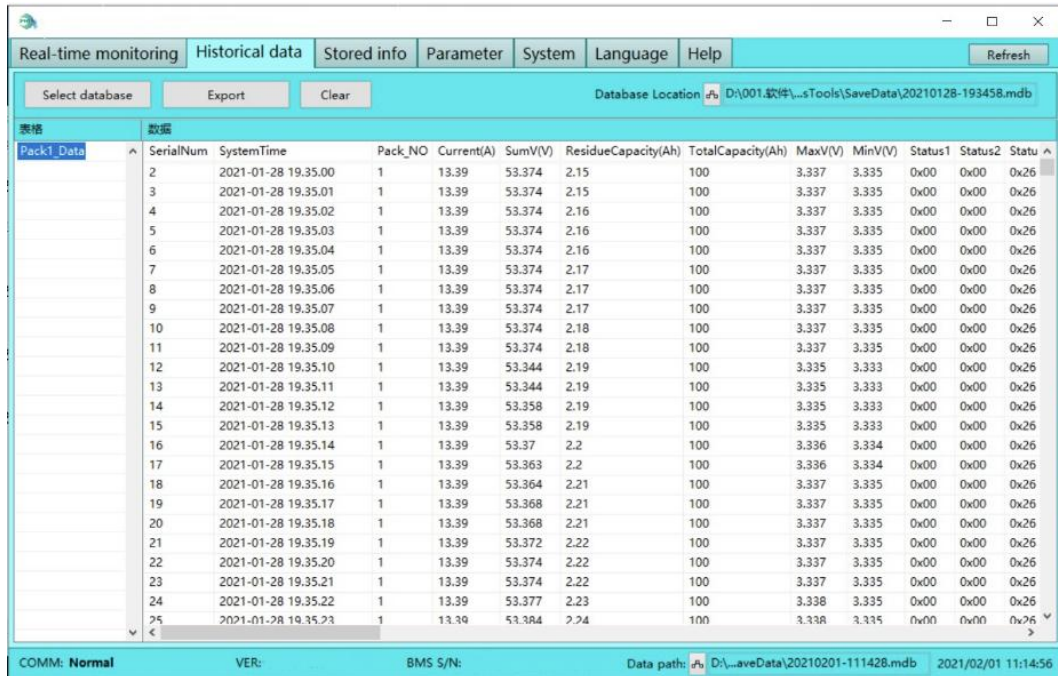 Real-time monitoring Historical data Stored info Parameter System Language Help Refresh
Select database Export Clear Database Location D:\001.软件\...sTools\SaveData\20210128-193458.mdb
表格 数据
Pack1_Data SerialNum SystemTime Pack_NO Current(A) SumV(V) ResidueCapacity(Ah) TotalCapacity(Ah) MaxV(V) MinV(V) Status1 Status2 Statu
2 2021-01-28 19.35.00 1 13.39 53.374 2.15 100 3.337 3.335 0x00 0x00 0x26
3 2021-01-28 19.35.01 1 13.39 53.374 2.15 100 3.337 3.335 0x00 0x00 0x26
4 2021-01-28 19.35.02 1 13.39 53.374 2.16 100 3.337 3.335 0x00 0x00 0x26
5 2021-01-28 19.35.03 1 13.39 53.374 2.16 100 3.337 3.335 0x00 0x00 0x26
6 2021-01-28 19.35.04 1 13.39 53.374 2.16 100 3.337 3.335 0x00 0x00 0x26
7 2021-01-28 19.35.05 1 13.39 53.374 2.17 100 3.337 3.335 0x00 0x00 0x26
8 2021-01-28 19.35.06 1 13.39 53.374 2.17 100 3.337 3.335 0x00 0x00 0x26
9 2021-01-28 19.35.07 1 13.39 53.374 2.17 100 3.337 3.335 0x00 0x00 0x26
10 2021-01-28 19.35.08 1 13.39 53.374 2.18 100 3.337 3.335 0x00 0x00 0x26
11 2021-01-28 19.35.09 1 13.39 53.374 2.18 100 3.337 3.335 0x00 0x00 0x26
12 2021-01-28 19.35.10 1 13.39 53.344 2.19 100 3.335 3.333 0x00 0x00 0x26
13 2021-01-28 19.35.11 1 13.39 53.344 2.19 100 3.335 3.333 0x00 0x00 0x26
14 2021-01-28 19.35.12 1 13.39 53.358 2.19 100 3.335 3.333 0x00 0x00 0x26
15 2021-01-28 19.35.13 1 13.39 53.358 2.19 100 3.335 3.333 0x00 0x00 0x26
16 2021-01-28 19.35.14 1 13.39 53.37 2.2 100 3.336 3.334 0x00 0x00 0x26
17 2021-01-28 19.35.15 1 13.39 53.363 2.2 100 3.336 3.334 0x00 0x00 0x26
18 2021-01-28 19.35.16 1 13.39 53.364 2.21 100 3.337 3.335 0x00 0x00 0x26
19 2021-01-28 19.35.17 1 13.39 53.368 2.21 100 3.337 3.335 0x00 0x00 0x26
20 2021-01-28 19.35.18 1 13.39 53.368 2.21 100 3.337 3.335 0x00 0x00 0x26
21 2021-01-28 19.35.19 1 13.39 53.372 2.22 100 3.337 3.335 0x00 0x00 0x26
22 2021-01-28 19.35.20 1 13.39 53.374 2.22 100 3.337 3.335 0x00 0x00 0x26
23 2021-01-28 19.35.21 1 13.39 53.374 2.22 100 3.337 3.335 0x00 0x00 0x26
24 2021-01-28 19.35.22 1 13.39 53.377 2.23 100 3.338 3.335 0x00 0x00 0x26
25 2021-01-28 19.35.23 1 13.39 53.384 2.24 100 3.338 3.335 0x00 0x00 0x26
COMM: Normal VER: BMS S/N: Data path: D:\...aveData\20210201-111428.mdb 2021/02/01 11:14:56